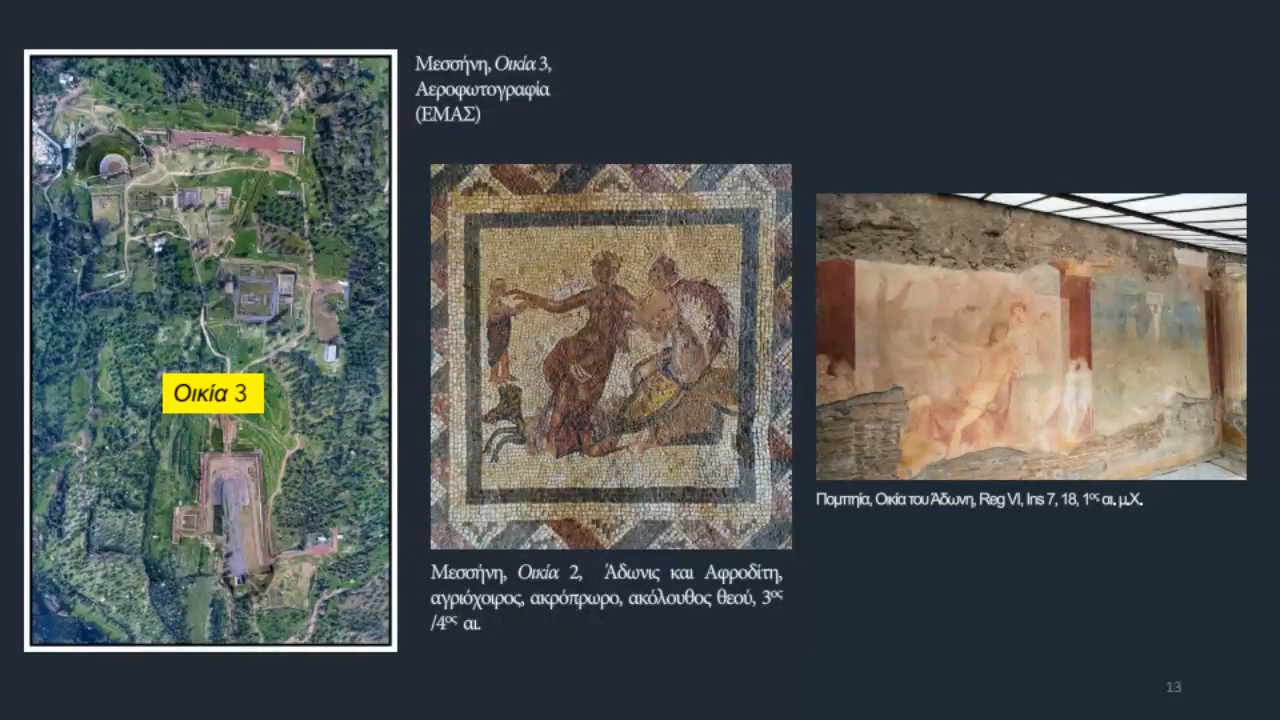 Μεσσήνη, Οικία 3,
Αεροφωτογραφία
(ΕΜΑΣ)
Οικία 3
Μεσσήνη, Οικία 2, Άδωνις και Αφροδίτη,
αγριόχοιρος, ακρόπρωρο, ακόλουθος θεού, 3ος
/4ος αι.
Πομπηία, Οικία του Άδωνη, Reg VI, Ins 7, 18, 1ος αι. μ.Χ.
13